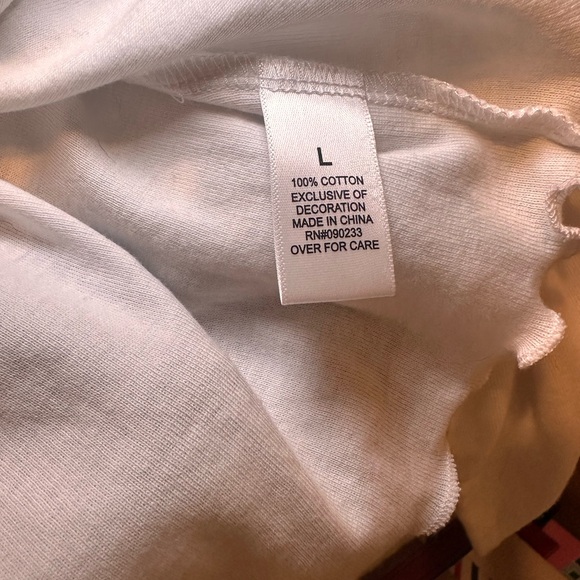 L
100% COTTON
EXCLUSIVE OF
DECORATION
MADE IN CHINA
RN#090233
OVER FOR CARE